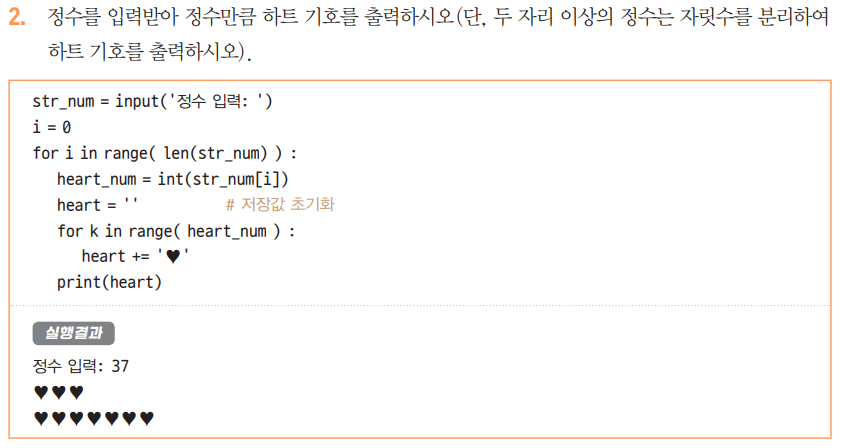 2. 정수를 입력받아 정수만큼 하트 기호를 출력하시오(단, 두 자리 이상의 정수는 자릿수를 분리하여
하트 기호를 출력하시오).
str_num = input('정수 입력: ')
i = 0
for i in range( len(str_num) ) :
    heart_num = int(str_num[i])
    heart = ''          # 저장값 초기화
    for k in range( heart_num ) :
        heart += '♥'
    print(heart)
실행결과
정수 입력: 37
♥♥♥
♥♥♥♥♥♥♥